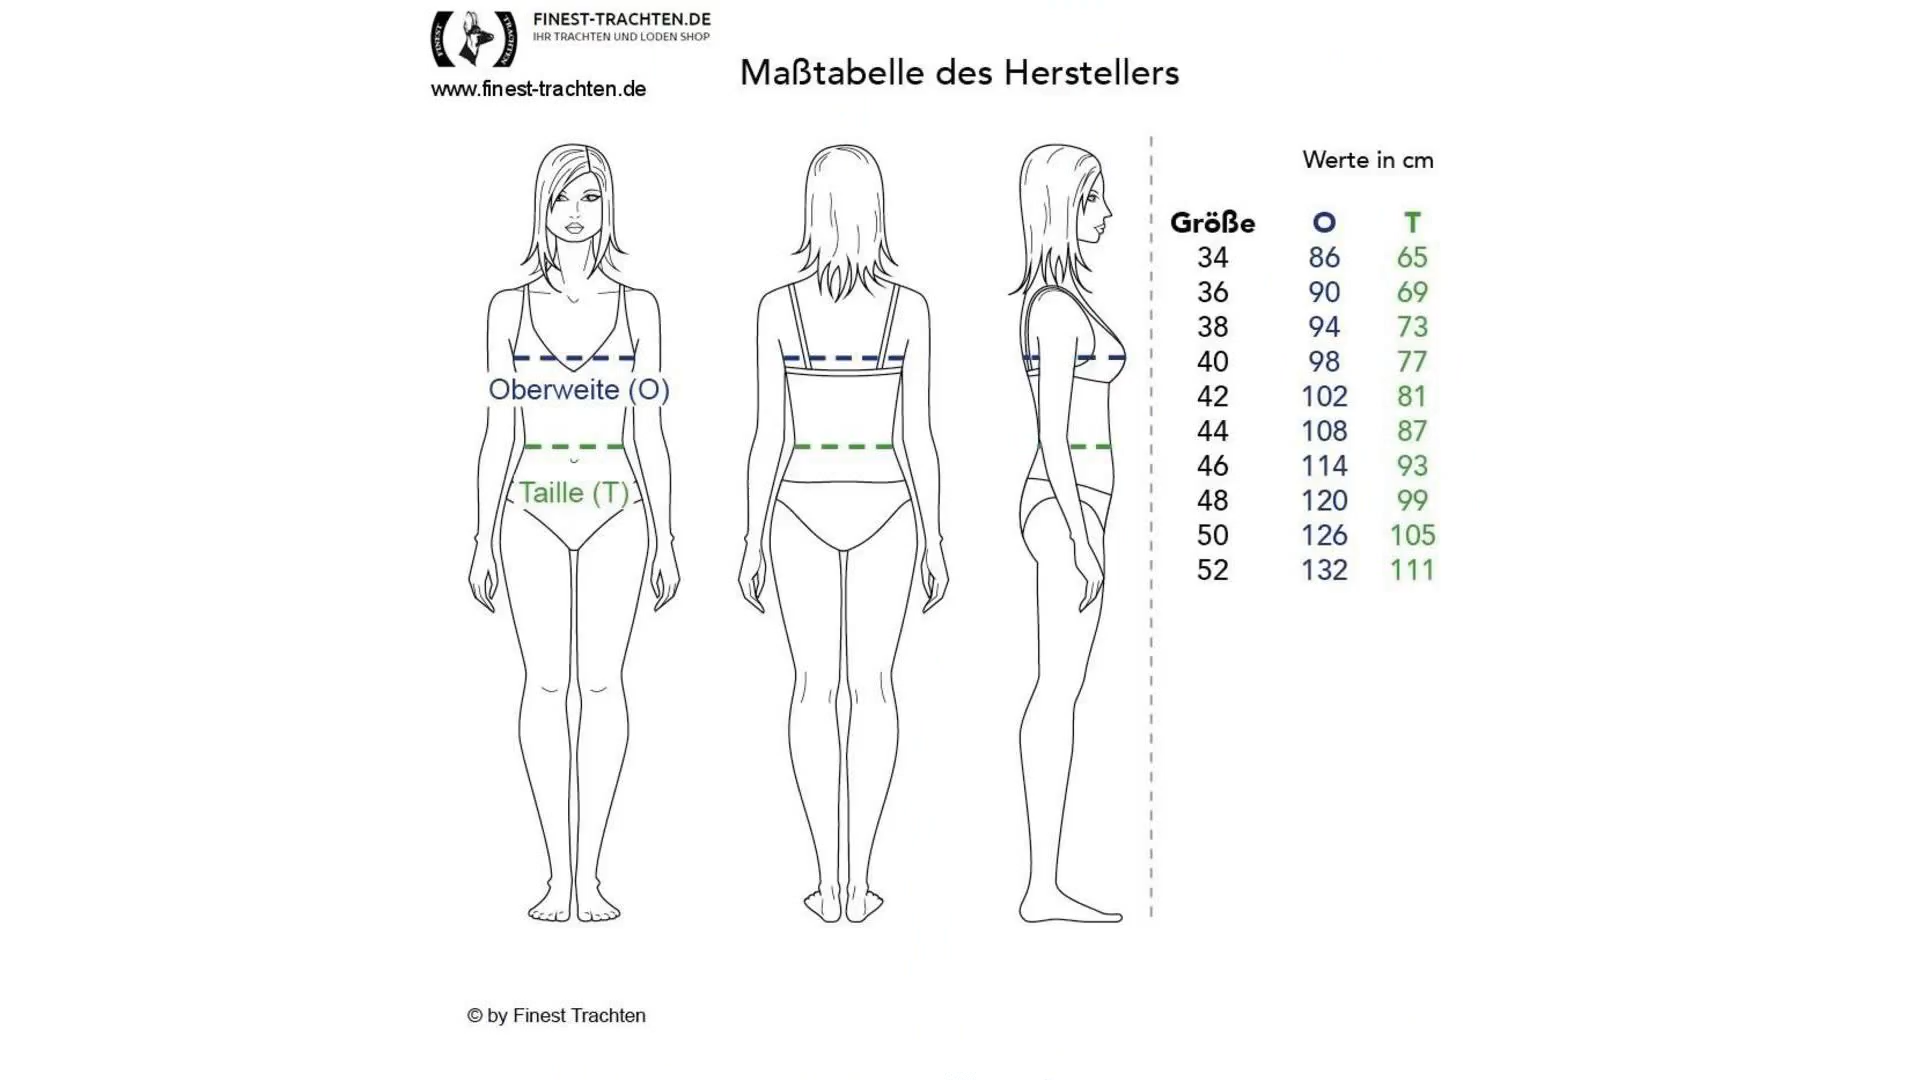 FINEST
TRACHTEN
FINEST-TRACHTEN.DE
IHR TRACHTEN UND LODEN SHOP
www.finest-trachten.de
Maßtabelle des Herstellers
Werte in cm
Größe O T
34 86 65
36 90 69
38 94 73
40 98 77
42 102 81
44 108 87
46 114 93
48 120 99
50 126 105
52 132 111
Oberweite (O)
Taille (T)
© by Finest Trachten